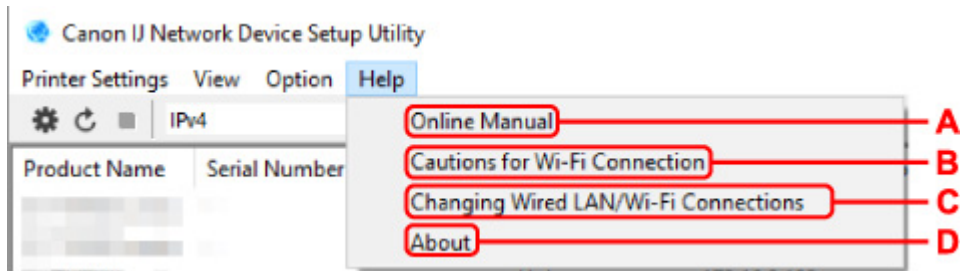 Canon IJ Network Device Setup Utility
Printer Settings View Option Help
IPv4
Online Manual A
Product Name Serial Number Cautions for Wi-Fi Connection B
Changing Wired LAN/Wi-Fi Connections C
About D